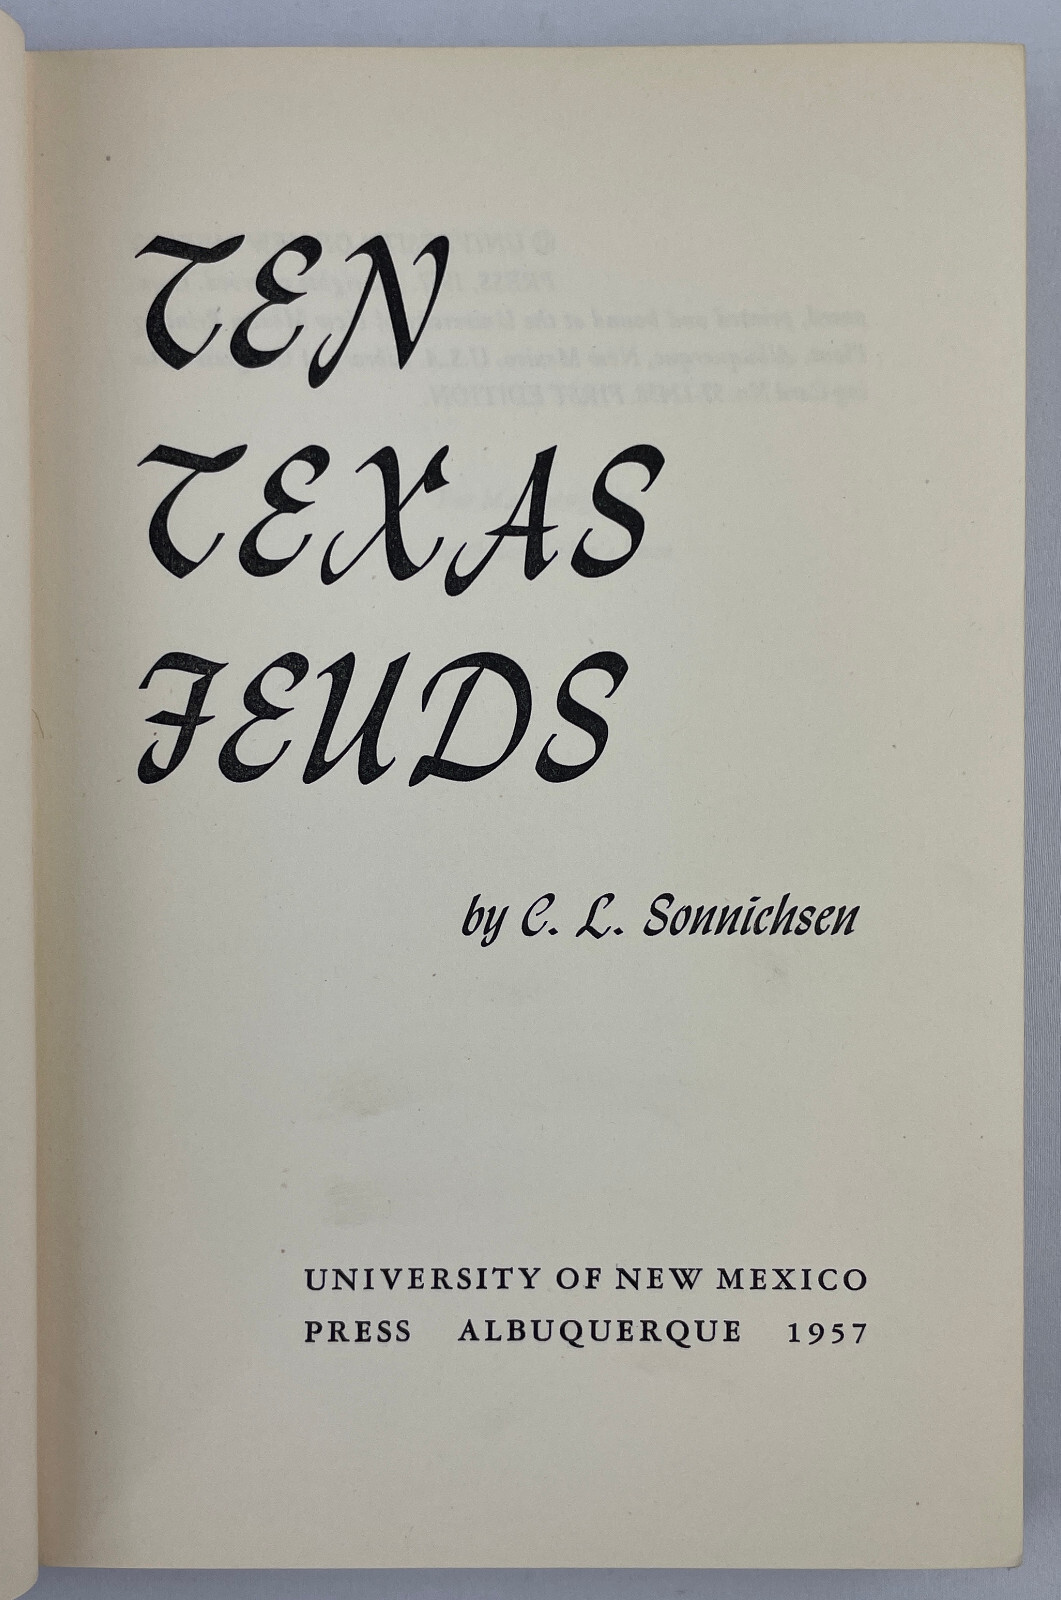 TEN
TEXAS
FEUDS
by C. L. Sonnichsen
UNIVERSITY OF NEW MEXICO
PRESS ALBUQUERQUE 1957